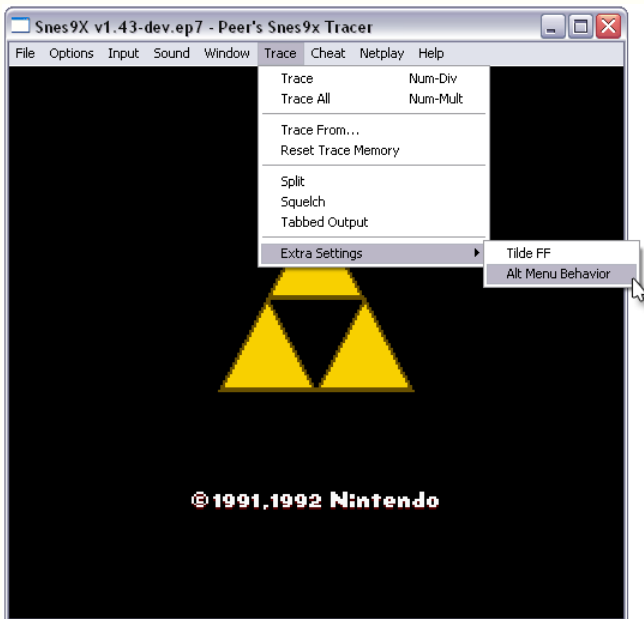 Snes9X v1.43-dev.ep7 - Peer's Snes9x Tracer
File Options Input Sound Window Trace Cheat Netplay Help
Trace Num-Div
Trace All Num-Mult
Trace From...
Reset Trace Memory
Split
Squelch
Tabbed Output
Extra Settings
Tilde FF
Alt Menu Behavior
©1991,1992 Nintendo